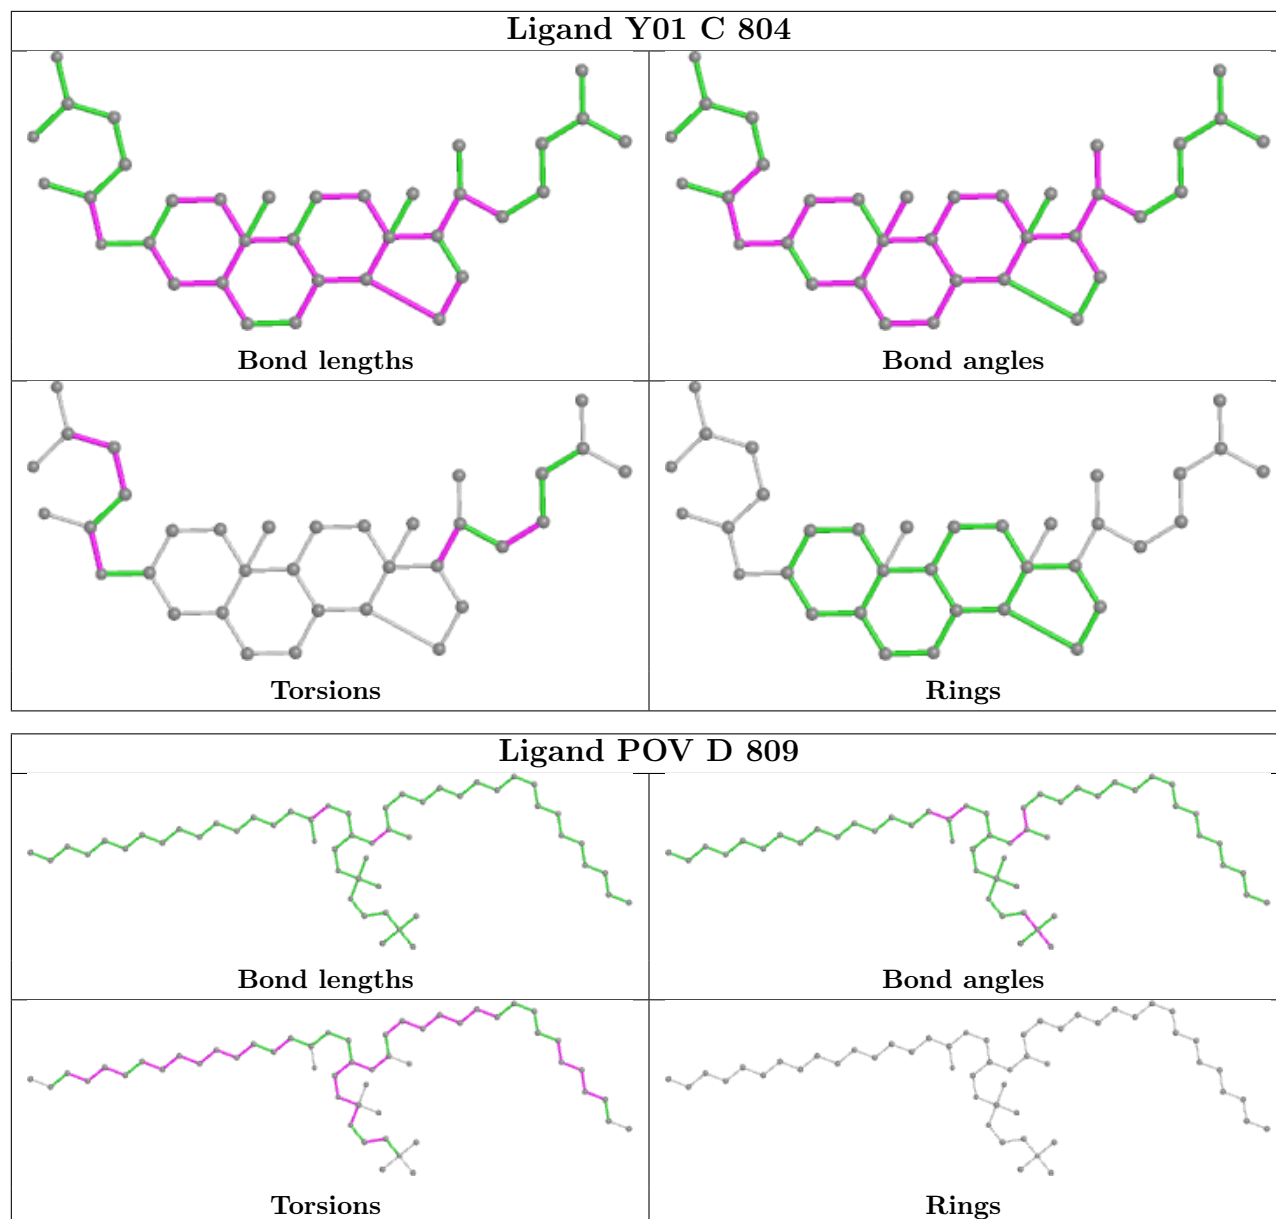 Ligand Y01 C 804
Bond lengths
Bond angles
Torsions
Rings
Ligand POV D 809
Bond lengths
Bond angles
Torsions
Rings